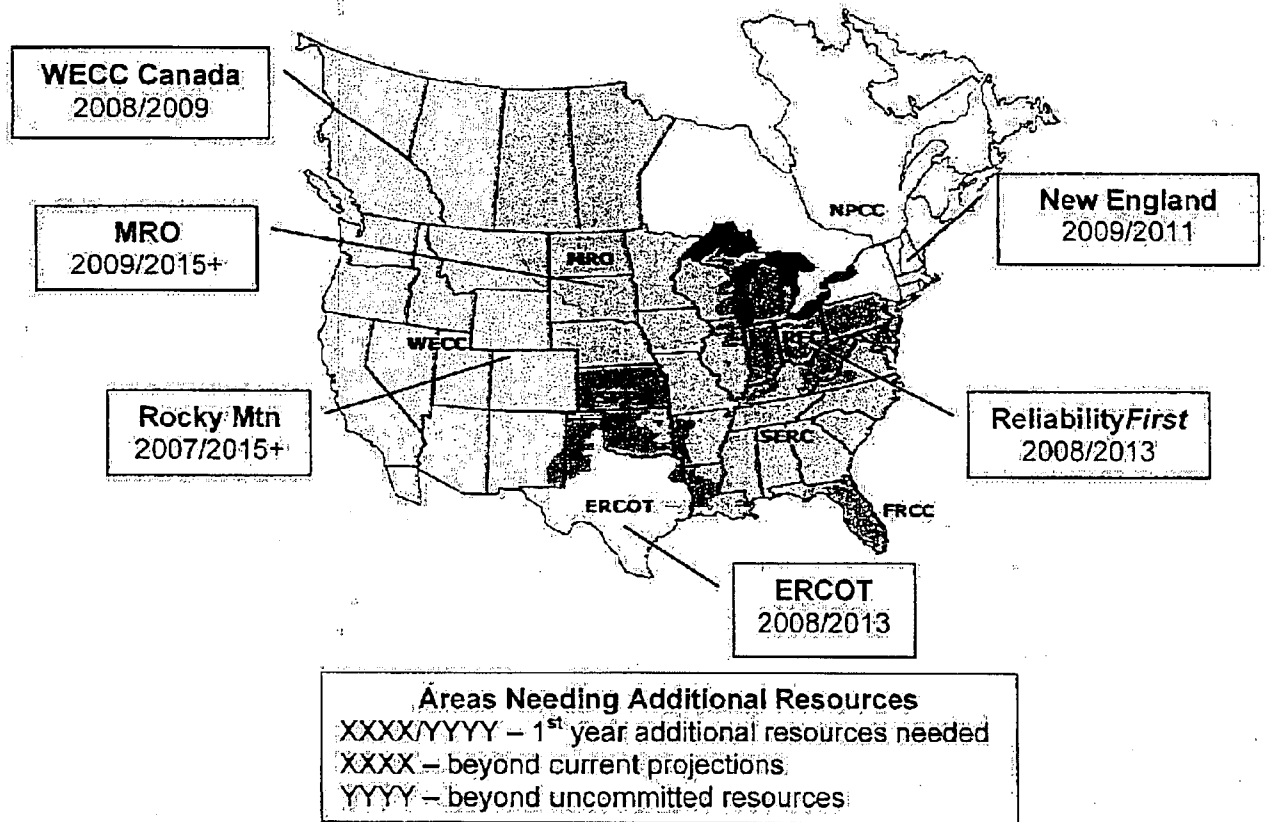 WECC Canada
2008/2009
MRO
2009/2015+
Rocky Mtn
2007/2015+
New England
2009/2011
ReliabilityFirst
2008/2013
ERCOT
2008/2013
NPCC
MRO
WECC
SERC
ERCOT
FRCC
Areas Needing Additional Resources
XXXX/YYYY – 1st year additional resources needed
XXXX – beyond current projections
YYYY – beyond uncommitted resources